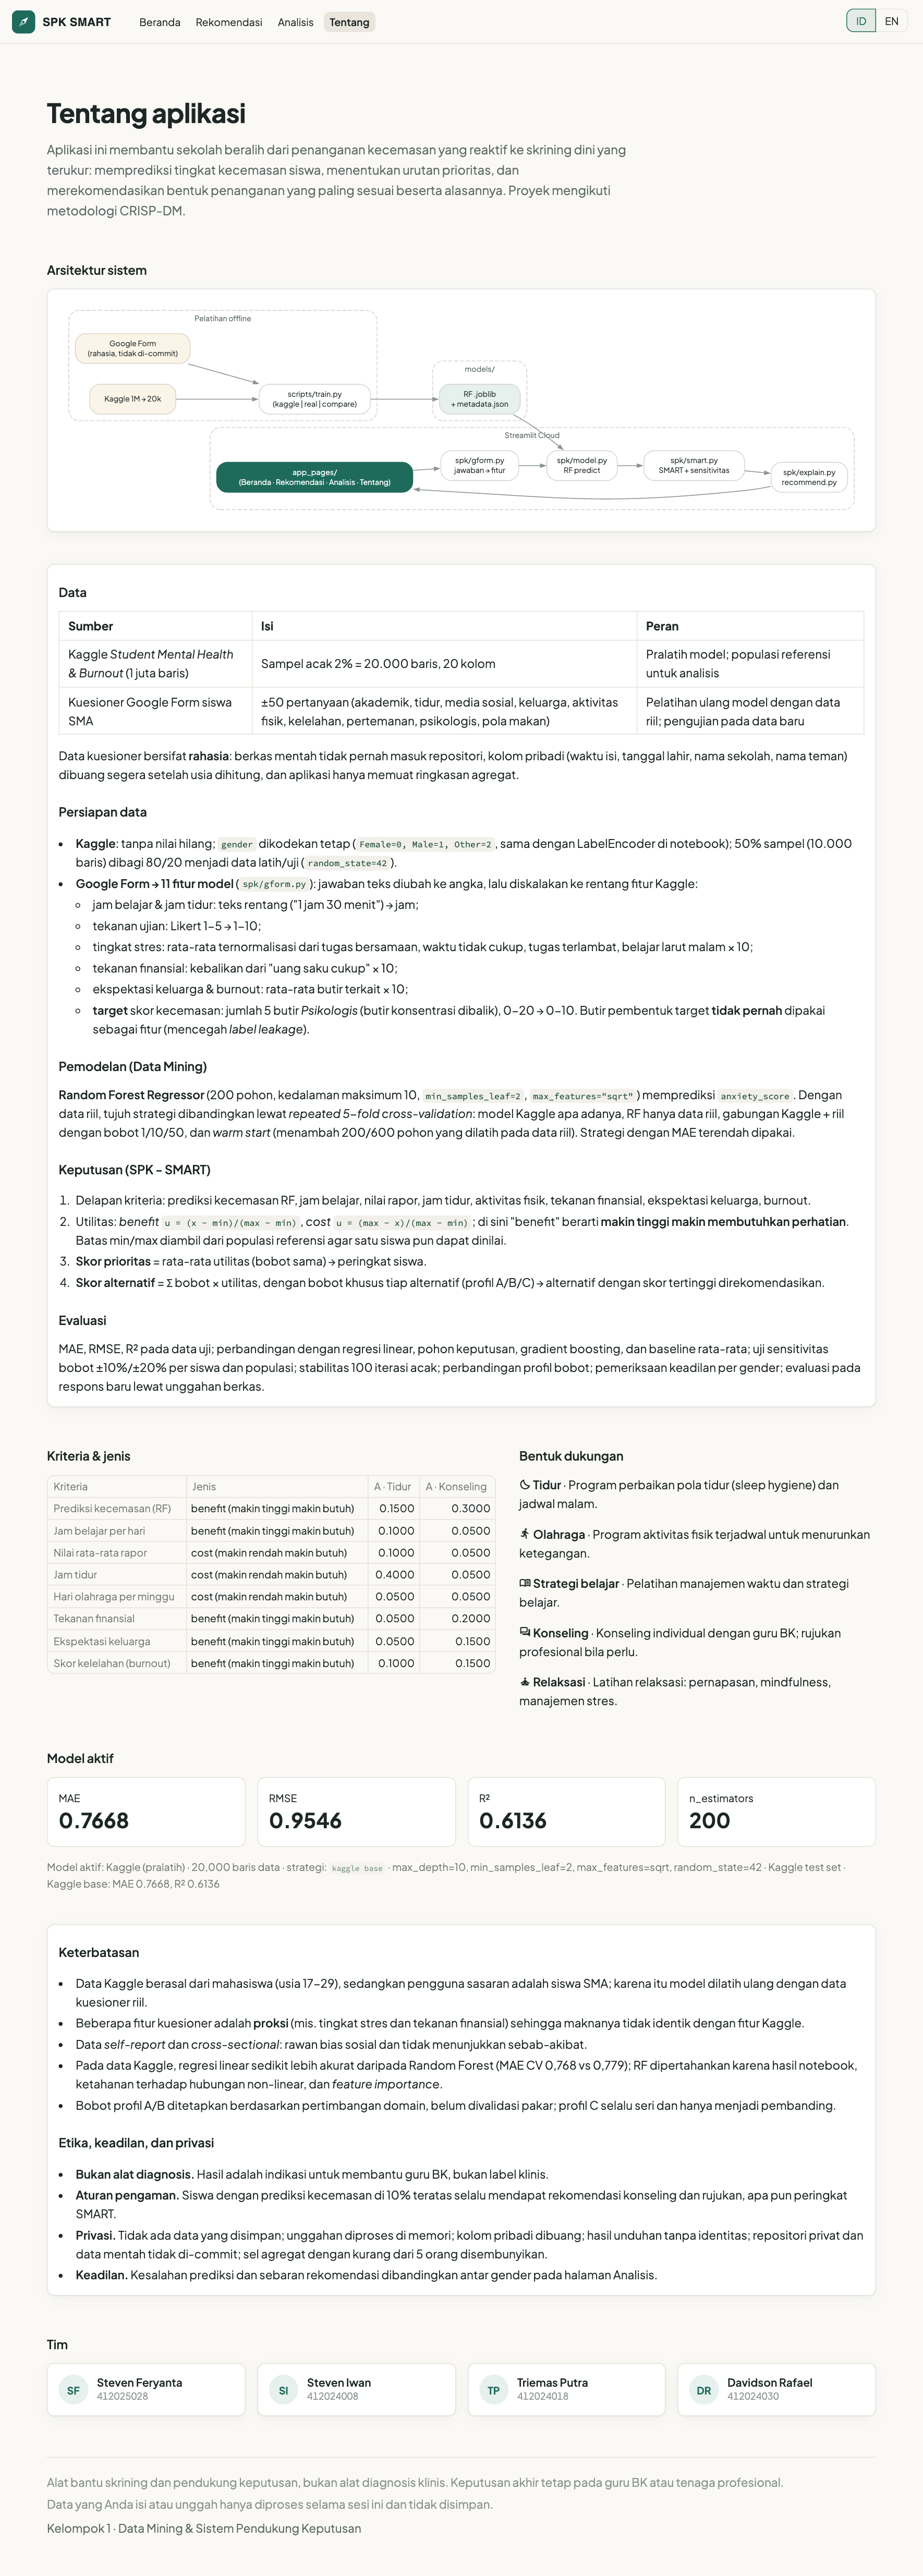 SPK SMART
Beranda
Rekomendasi
Analisis
Tentang
ID
EN
Tentang aplikasi
Aplikasi ini membantu sekolah beralih dari penanganan kecemasan yang reaktif ke skrining dini yang
terukur: memprediksi tingkat kecemasan siswa, menentukan urutan prioritas, dan
merekomendasikan bentuk penanganan yang paling sesuai beserta alasannya. Proyek mengikuti
metodologi CRISP-DM.
Arsitektur sistem
Pelatihan offline
Google Form
(rahasia, tidak di-commit)
Kaggle 1M → 20k
scripts/train.py
(kaggle | real | compare)
models/
RF .joblib
+ metadata.json
Streamlit Cloud
app_pages/
(Beranda · Rekomendasi · Analisis · Tentang)
spk/gform.py
jawaban → fitur
spk/model.py
RF predict
spk/smart.py
SMART + sensitivitas
spk/explain.py
recommend.py
Data
Sumber Isi Peran
Kaggle Student Mental Health
& Burnout (1 juta baris)
Sampel acak 2% = 20.000 baris, 20 kolom
Pralatih model; populasi referensi
untuk analisis
Kuesioner Google Form siswa
SMA
±50 pertanyaan (akademik, tidur, media sosial, keluarga, aktivitas
fisik, kelelahan, pertemanan, psikologis, pola makan)
Pelatihan ulang model dengan data
riil; pengujian pada data baru
Data kuesioner bersifat rahasia: berkas mentah tidak pernah masuk repositori, kolom pribadi (waktu isi, tanggal lahir, nama sekolah, nama teman)
dibuang segera setelah usia dihitung, dan aplikasi hanya memuat ringkasan agregat.
Persiapan data
• Kaggle: tanpa nilai hilang; gender dikodekan tetap ( Female=0, Male=1, Other=2 , sama dengan LabelEncoder di notebook); 50% sampel (10.000
baris) dibagi 80/20 menjadi data latih/uji ( random_state=42 ).
• Google Form → 11 fitur model ( spk/gform.py ): jawaban teks diubah ke angka, lalu diskalakan ke rentang fitur Kaggle:
◦ jam belajar & jam tidur: teks rentang ("1 jam 30 menit") → jam;
◦ tekanan ujian: Likert 1–5 → 1–10;
◦ tingkat stres: rata-rata ternormalisasi dari tugas bersamaan, waktu tidak cukup, tugas terlambat, belajar larut malam × 10;
◦ tekanan finansial: kebalikan dari "uang saku cukup" × 10;
◦ ekspektasi keluarga & burnout: rata-rata butir terkait × 10;
◦ target skor kecemasan: jumlah 5 butir Psikologis (butir konsentrasi dibalik), 0–20 → 0–10. Butir pembentuk target tidak pernah dipakai
sebagai fitur (mencegah label leakage).
Pemodelan (Data Mining)
Random Forest Regressor (200 pohon, kedalaman maksimum 10, min_samples_leaf=2 , max_features="sqrt" ) memprediksi anxiety_score . Dengan
data riil, tujuh strategi dibandingkan lewat repeated 5-fold cross-validation: model Kaggle apa adanya, RF hanya data riil, gabungan Kaggle + riil
dengan bobot 1/10/50, dan warm start (menambah 200/600 pohon yang dilatih pada data riil). Strategi dengan MAE terendah dipakai.
Keputusan (SPK - SMART)
1. Delapan kriteria: prediksi kecemasan RF, jam belajar, nilai rapor, jam tidur, aktivitas fisik, tekanan finansial, ekspektasi keluarga, burnout.
2. Utilitas: benefit u = (x − min)/(max − min) , cost u = (max − x)/(max − min) ; di sini "benefit" berarti makin tinggi makin membutuhkan perhatian.
Batas min/max diambil dari populasi referensi agar satu siswa pun dapat dinilai.
3. Skor prioritas = rata-rata utilitas (bobot sama) → peringkat siswa.
4. Skor alternatif = Σ bobot × utilitas, dengan bobot khusus tiap alternatif (profil A/B/C) → alternatif dengan skor tertinggi direkomendasikan.
Evaluasi
MAE, RMSE, R² pada data uji; perbandingan dengan regresi linear, pohon keputusan, gradient boosting, dan baseline rata-rata; uji sensitivitas
bobot ±10%/±20% per siswa dan populasi; stabilitas 100 iterasi acak; perbandingan profil bobot; pemeriksaan keadilan per gender; evaluasi pada
respons baru lewat unggahan berkas.
Kriteria & jenis
Kriteria Jenis A · Tidur A · Konseling
Prediksi kecemasan (RF) benefit (makin tinggi makin butuh) 0.1500 0.3000
Jam belajar per hari benefit (makin tinggi makin butuh) 0.1000 0.0500
Nilai rata-rata rapor cost (makin rendah makin butuh) 0.1000 0.0500
Jam tidur cost (makin rendah makin butuh) 0.4000 0.0500
Hari olahraga per minggu cost (makin rendah makin butuh) 0.0500 0.0500
Tekanan finansial benefit (makin tinggi makin butuh) 0.0500 0.2000
Ekspektasi keluarga benefit (makin tinggi makin butuh) 0.0500 0.1500
Skor kelelahan (burnout) benefit (makin tinggi makin butuh) 0.1000 0.1500
Bentuk dukungan
Tidur · Program perbaikan pola tidur (sleep hygiene) dan
jadwal malam.
Olahraga · Program aktivitas fisik terjadwal untuk menurunkan
ketegangan.
Strategi belajar · Pelatihan manajemen waktu dan strategi
belajar.
Konseling · Konseling individual dengan guru BK; rujukan
profesional bila perlu.
Relaksasi · Latihan relaksasi: pernapasan, mindfulness,
manajemen stres.
Model aktif
MAE
0.7668
RMSE
0.9546
R²
0.6136
n_estimators
200
Model aktif: Kaggle (pralatih) · 20,000 baris data · strategi: kaggle base · max_depth=10, min_samples_leaf=2, max_features=sqrt, random_state=42 · Kaggle test set ·
Kaggle base: MAE 0.7668, R² 0.6136
Keterbatasan
• Data Kaggle berasal dari mahasiswa (usia 17–29), sedangkan pengguna sasaran adalah siswa SMA; karena itu model dilatih ulang dengan data
kuesioner riil.
• Beberapa fitur kuesioner adalah proksi (mis. tingkat stres dan tekanan finansial) sehingga maknanya tidak identik dengan fitur Kaggle.
• Data self-report dan cross-sectional: rawan bias sosial dan tidak menunjukkan sebab-akibat.
• Pada data Kaggle, regresi linear sedikit lebih akurat daripada Random Forest (MAE CV 0,768 vs 0,779); RF dipertahankan karena hasil notebook,
ketahanan terhadap hubungan non-linear, dan feature importance.
• Bobot profil A/B ditetapkan berdasarkan pertimbangan domain, belum divalidasi pakar; profil C selalu seri dan hanya menjadi pembanding.
Etika, keadilan, dan privasi
• Bukan alat diagnosis. Hasil adalah indikasi untuk membantu guru BK, bukan label klinis.
• Aturan pengaman. Siswa dengan prediksi kecemasan di 10% teratas selalu mendapat rekomendasi konseling dan rujukan, apa pun peringkat
SMART.
• Privasi. Tidak ada data yang disimpan; unggahan diproses di memori; kolom pribadi dibuang; hasil unduhan tanpa identitas; repositori privat dan
data mentah tidak di-commit; sel agregat dengan kurang dari 5 orang disembunyikan.
• Keadilan. Kesalahan prediksi dan sebaran rekomendasi dibandingkan antar gender pada halaman Analisis.
Tim
SF
Steven Feryanta
412025028
SI
Steven Iwan
412024008
TP
Triemas Putra
412024018
DR
Davidson Rafael
412024030
Alat bantu skrining dan pendukung keputusan, bukan alat diagnosis klinis. Keputusan akhir tetap pada guru BK atau tenaga profesional.
Data yang Anda isi atau unggah hanya diproses selama sesi ini dan tidak disimpan.
Kelompok 1 · Data Mining & Sistem Pendukung Keputusan